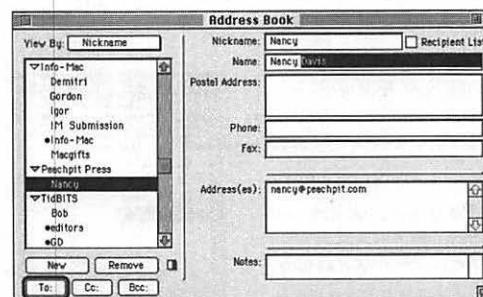 Address Book
View By: Nickname
▽Info-Mac
Demitri
Gordon
Igor
IM Submission
●Info-Mac
Macgifts
▽Peachpit Press
Nancy
▽TidBITS
Bob
●editors
●GD
New Remove
To: Cc: Bcc:
Nickname: Nancy Recipient List
Name: Nancy Davis
Postal Address:
Phone:
Fax:
Address(es): nancy@peachpit.com
Notes: